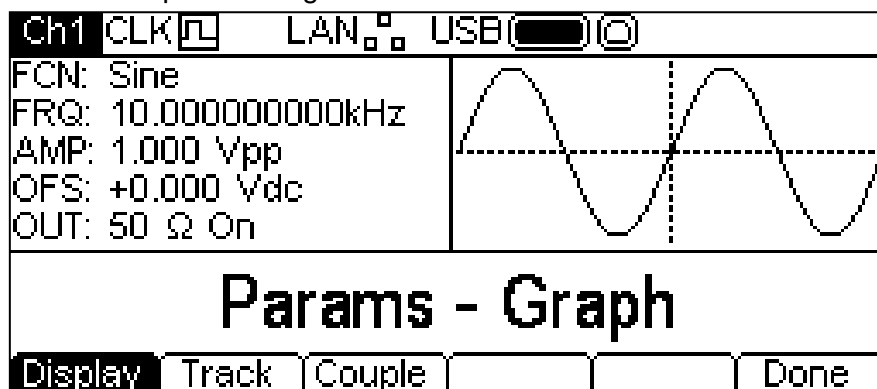 Ch1 CLK LAN USB
FCN: Sine
FRQ: 10.000000000kHz
AMP: 1.000 Vpp
OFS: +0.000 Vdc
OUT: 50 Ω On
Params - Graph
Display Track Couple Done